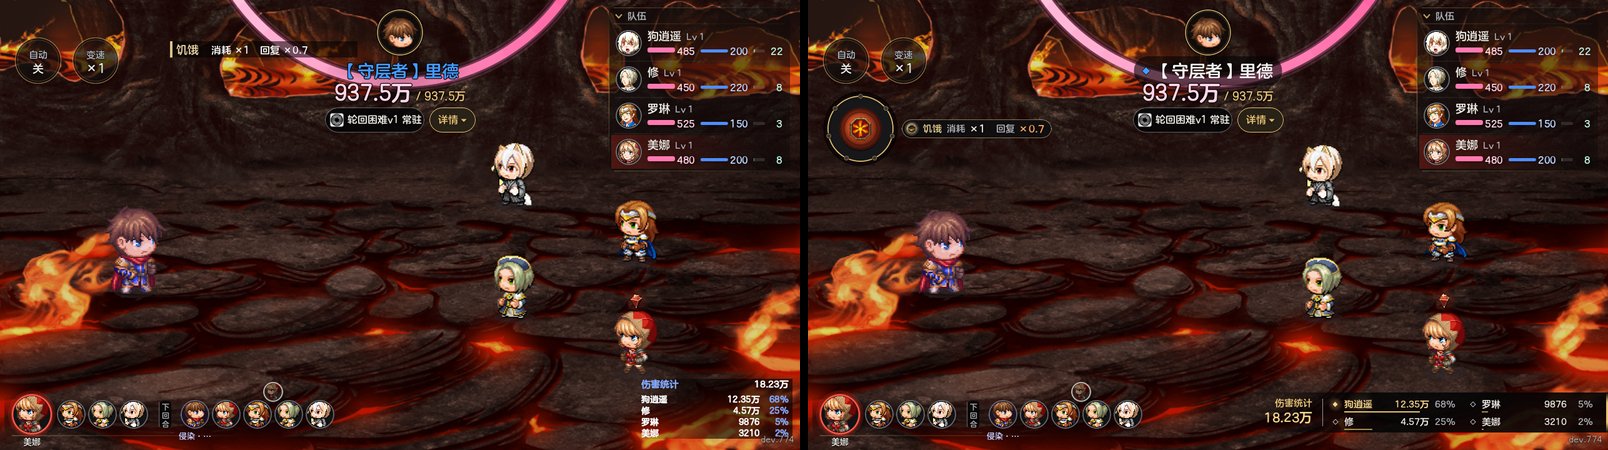 自动
关
变速
×1
饥饿 消耗 ×1 回复 ×0.7
【守层者】里德
937.5万 / 937.5万
轮回困难v1 常驻
详情
队伍
狗逍遥 Lv 1
485 200 22
修 Lv 1
450 220 8
罗琳 Lv 1
525 150 3
美娜 Lv 1
480 200 8
下回合
美娜
侵染 · ...
伤害统计 18.23万
狗逍遥 12.35万 68%
修 4.57万 25%
罗琳 9876 5%
美娜 3210 2%
dev.774
自动
关
变速
×1
饥饿 消耗 ×1 回复 ×0.7
【守层者】里德
937.5万 / 937.5万
轮回困难v1 常驻
详情
队伍
狗逍遥 Lv 1
485 200 22
修 Lv 1
450 220 8
罗琳 Lv 1
525 150 3
美娜 Lv 1
480 200 8
下回合
美娜
侵染 · ...
伤害统计
18.23万
狗逍遥 12.35万 68%
罗琳 9876 5%
修 4.57万 25%
美娜 3210 2%
dev.774